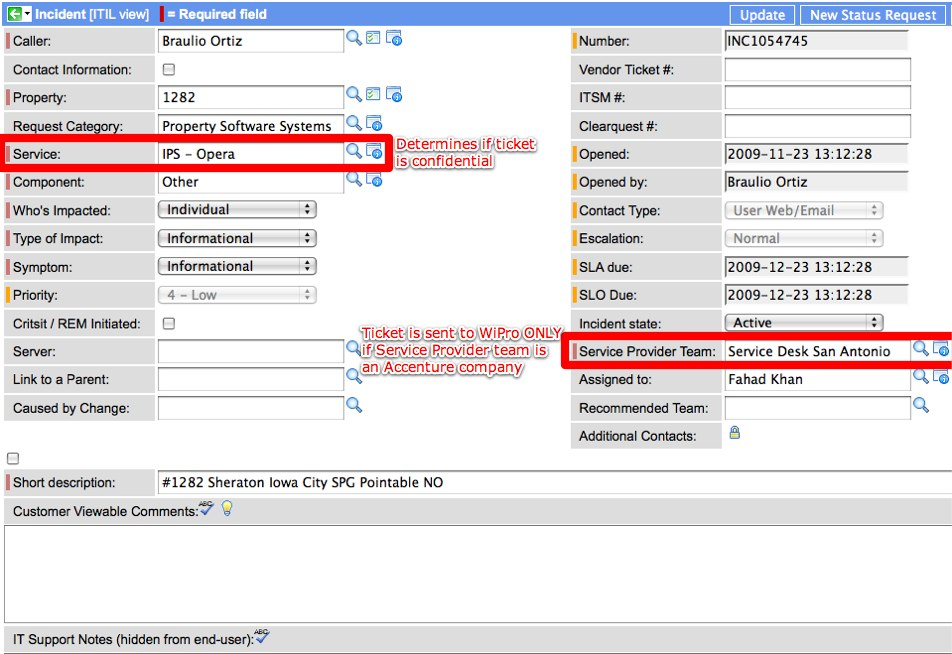 Incident [ITIL view] = Required field Update New Status Request
Caller: Braulio Ortiz Number: INC1054745
Contact Information: Vendor Ticket #:
Property: 1282 ITSM #:
Request Category: Property Software Systems Clearquest #:
Service: IPS - Opera Opened: 2009-11-23 13:12:28
Determines if ticket
is confidential
Component: Other Opened by: Braulio Ortiz
Who's Impacted: Individual Contact Type: User Web/Email
Type of Impact: Informational Escalation: Normal
Symptom: Informational SLA due: 2009-12-23 13:12:28
Priority: 4 - Low SLO Due: 2009-12-23 13:12:28
Critsit / REM Initiated: Incident state: Active
Ticket is sent to WiPro ONLY
if Service Provider team is
an Accenture company
Server: Service Provider Team: Service Desk San Antonio
Link to a Parent: Assigned to: Fahad Khan
Caused by Change: Recommended Team:
Additional Contacts:
Short description: #1282 Sheraton Iowa City SPG Pointable NO
Customer Viewable Comments: ABC
IT Support Notes (hidden from end-user): ABC